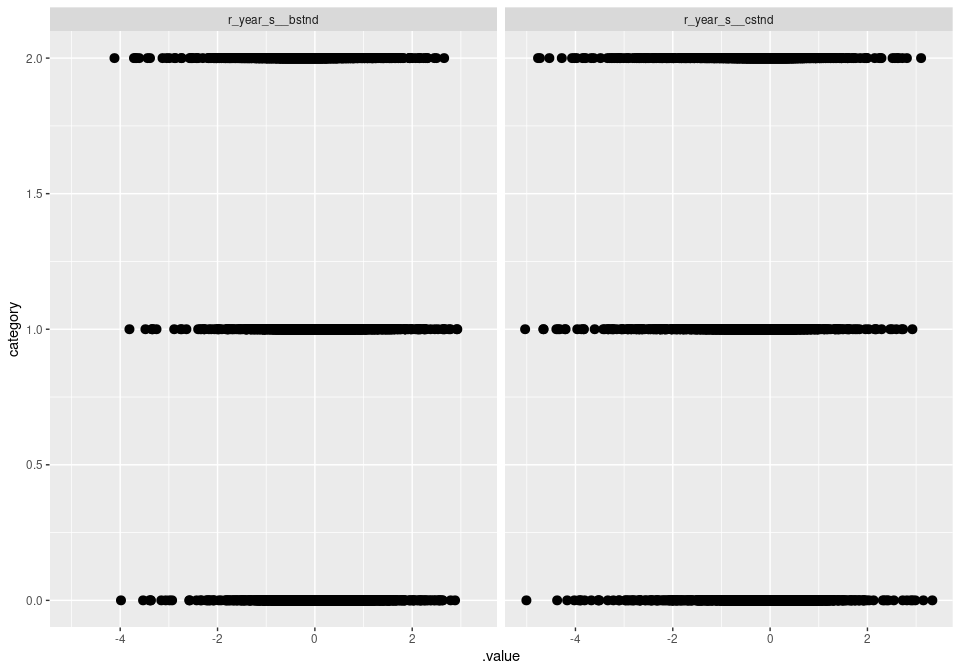 r_year_s__bstnd
r_year_s__cstnd
2.0
1.5
1.0
0.5
0.0
category
-4 -2 0 2
-4 -2 0 2
.value